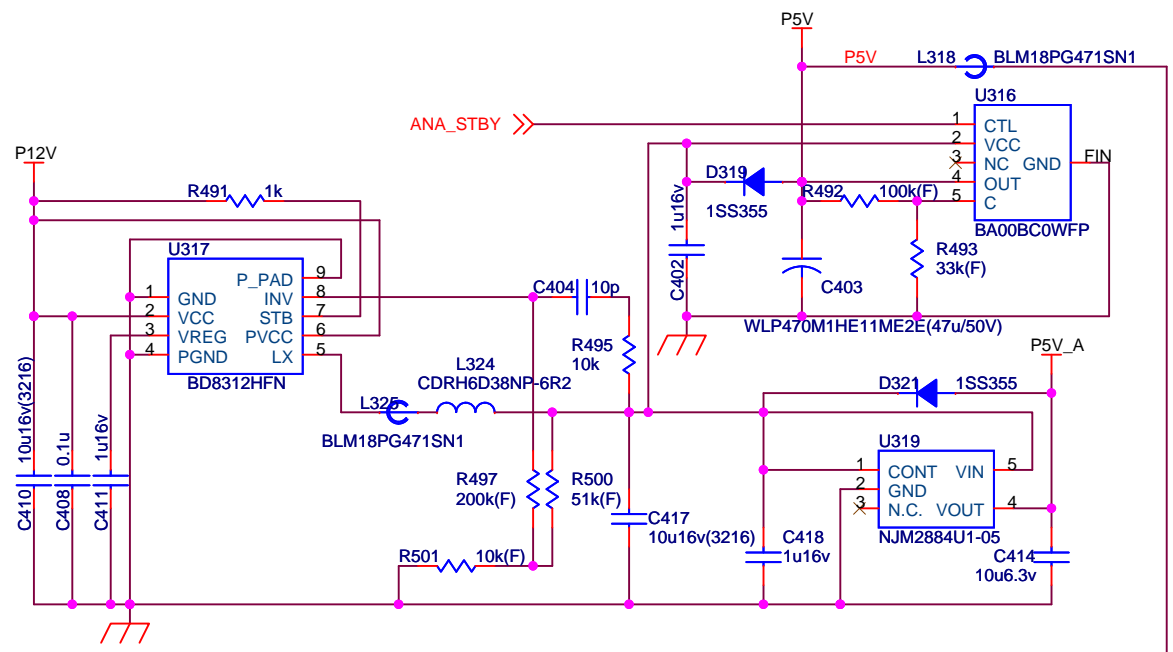 P5V
P5V
L318
BLM18PG471SN1
U316
ANA_STBY
1
CTL
2
VCC
3
NC
GND
FIN
4
OUT
5
C
BA00BC0WFP
P12V
D319
1SS355
R491
1k
R492
100k(F)
1u16v
C402
R493
33k(F)
C403
WLP470M1HE11ME2E(47u/50V)
U317
P_PAD
9
1
GND
INV
8
2
VCC
STB
7
3
VREG
PVCC
6
4
PGND
LX
5
BD8312HFN
C404
10p
R495
10k
P5V_A
L324
CDRH6D38NP-6R2
L325
BLM18PG471SN1
D321
1SS355
U319
1
CONT
VIN
5
2
GND
3
N.C.
VOUT
4
NJM2884U1-05
10u16v(3216)
C410
0.1u
C408
1u16v
C411
R497
200k(F)
R500
51k(F)
C417
10u16v(3216)
C418
1u16v
C414
10u6.3v
R501
10k(F)